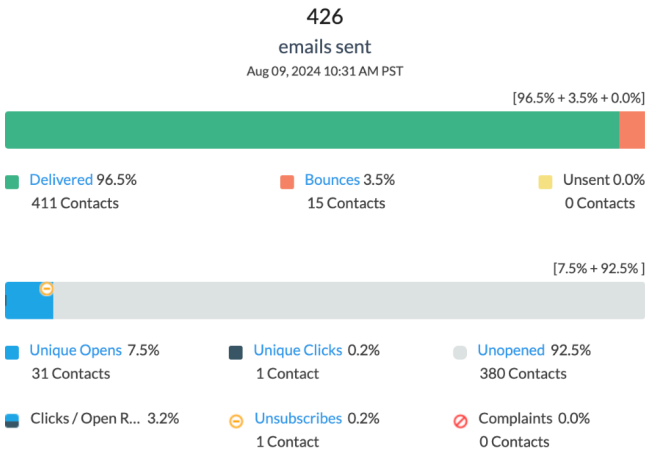 426
emails sent
Aug 09, 2024 10:31 AM PST
[96.5% + 3.5% + 0.0%]
Delivered 96.5%
411 Contacts
Bounces 3.5%
15 Contacts
Unsent 0.0%
0 Contacts
[7.5% + 92.5% ]
Unique Opens 7.5%
31 Contacts
Unique Clicks 0.2%
1 Contact
Unopened 92.5%
380 Contacts
Clicks / Open R... 3.2%
Unsubscribes 0.2%
1 Contact
Complaints 0.0%
0 Contacts